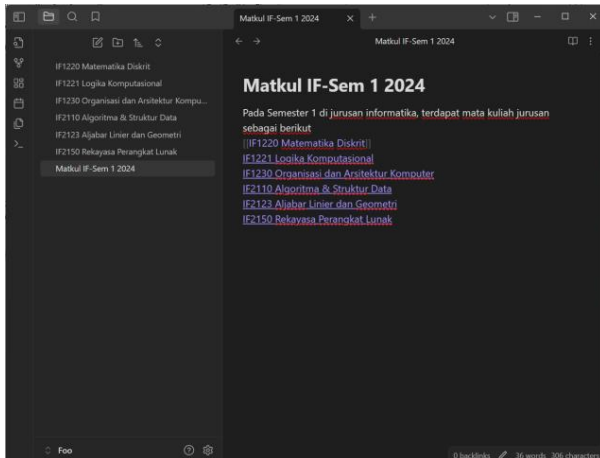 Matkul IF-Sem 1 2024
Matkul IF-Sem 1 2024
IF1220 Matematika Diskrit
IF1221 Logika Komputasional
IF1230 Organisasi dan Arsitektur Kompu...
IF2110 Algoritma & Struktur Data
IF2123 Aljabar Linier dan Geometri
IF2150 Rekayasa Perangkat Lunak
Matkul IF-Sem 1 2024
Matkul IF-Sem 1 2024
Pada Semester 1 di jurusan informatika, terdapat mata kuliah jurusan
sebagai berikut
[[IF1220 Matematika Diskrit]]
IF1221 Logika Komputasional
IF1230 Organisasi dan Arsitektur Komputer
IF2110 Algoritma & Struktur Data
IF2123 Aljabar Linier dan Geometri
IF2150 Rekayasa Perangkat Lunak
Foo
0 backlinks 36 words 306 characters